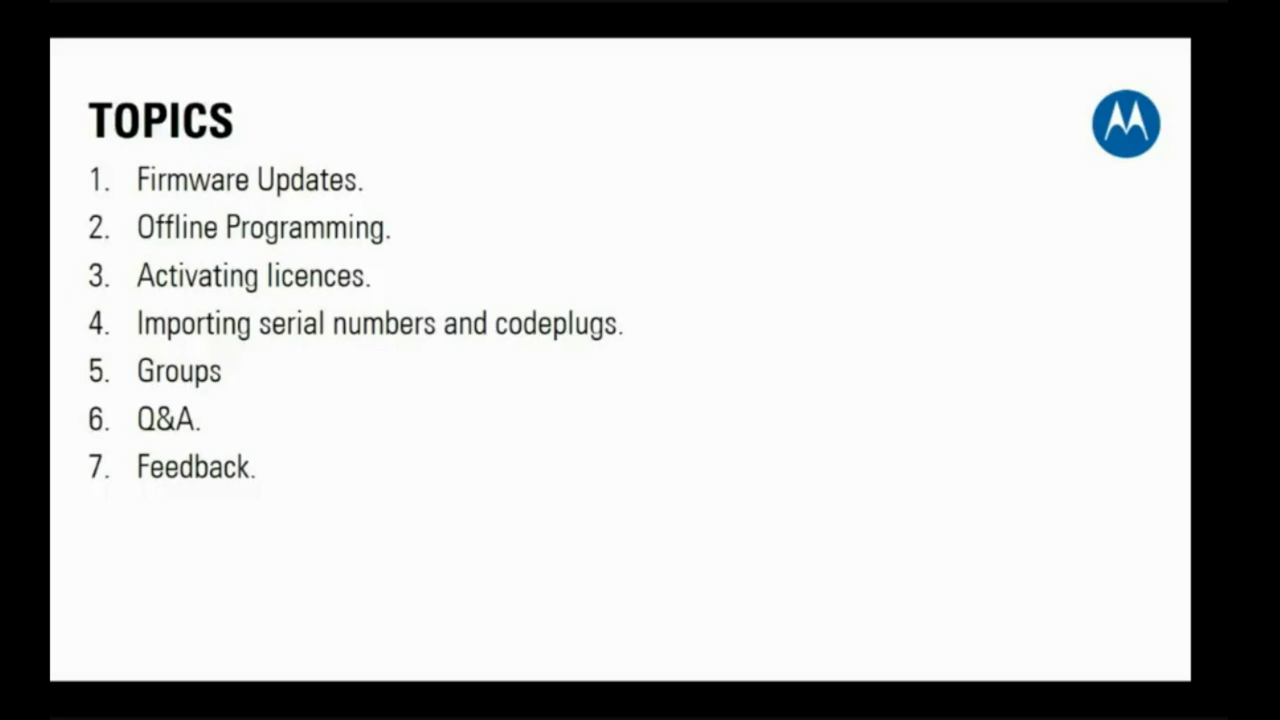 TOPICS
1. Firmware Updates.
2. Offline Programming.
3. Activating licences.
4. Importing serial numbers and codeplugs.
5. Groups
6. Q&A.
7. Feedback.